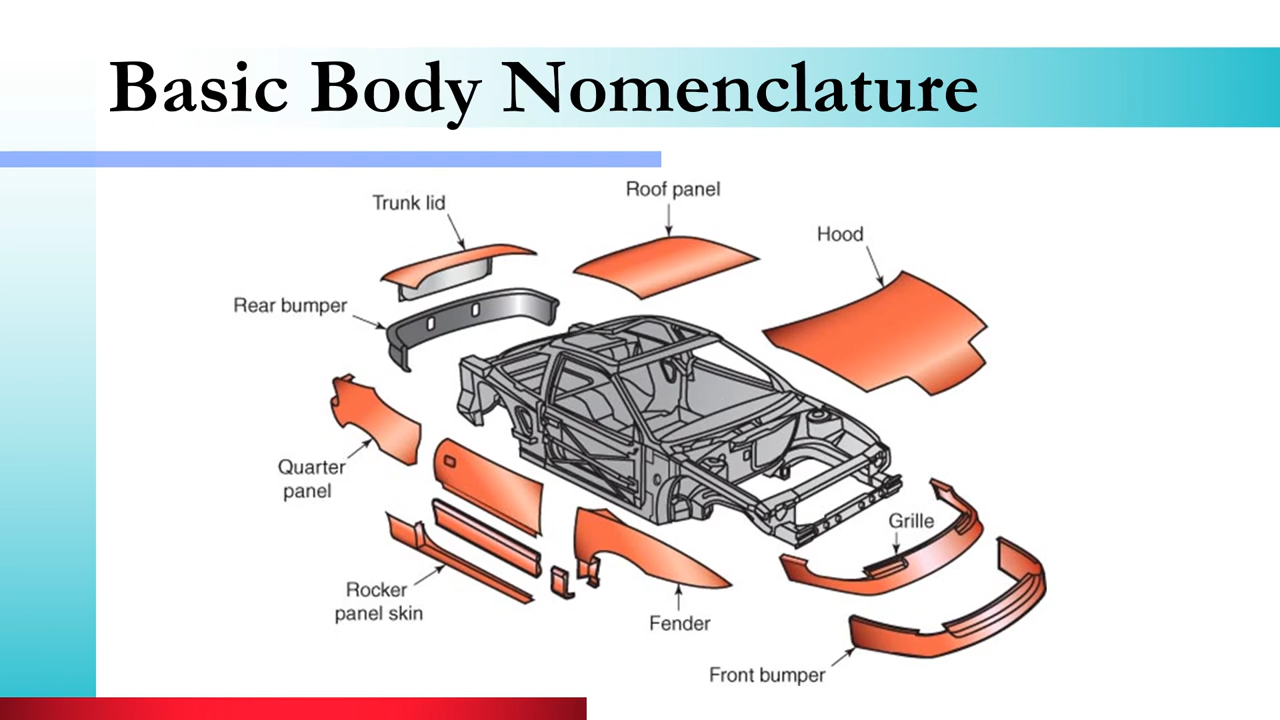 Basic Body Nomenclature
Trunk lid
Roof panel
Hood
Rear bumper
Quarter
panel
Grille
Rocker
panel skin
Fender
Front bumper